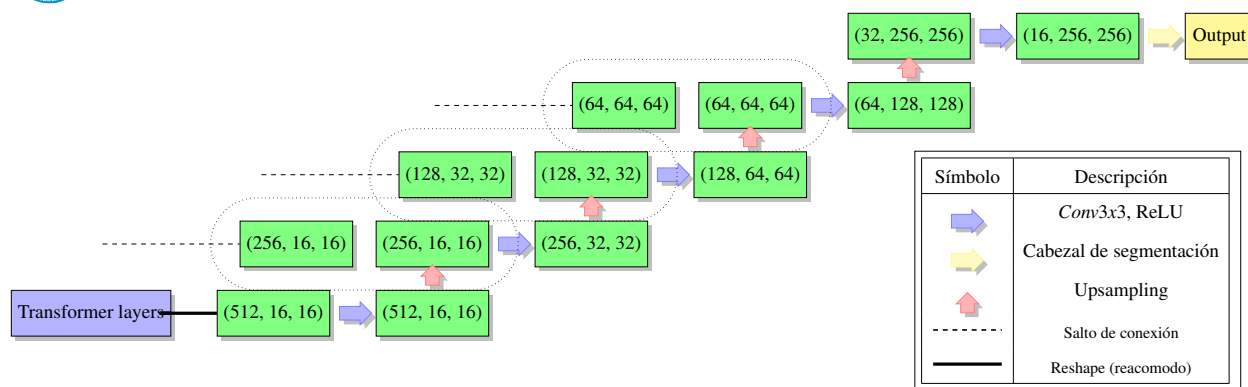 (32, 256, 256) (16, 256, 256) Output
(64, 64, 64) (64, 64, 64) (64, 128, 128)
(128, 32, 32) (128, 32, 32) (128, 64, 64)
(256, 16, 16) (256, 16, 16) (256, 32, 32)
Transformer layers (512, 16, 16) (512, 16, 16)
Símbolo Descripción
Conv3x3, ReLU
Cabezal de segmentación
Upsampling
Salto de conexión
Reshape (reacomodo)